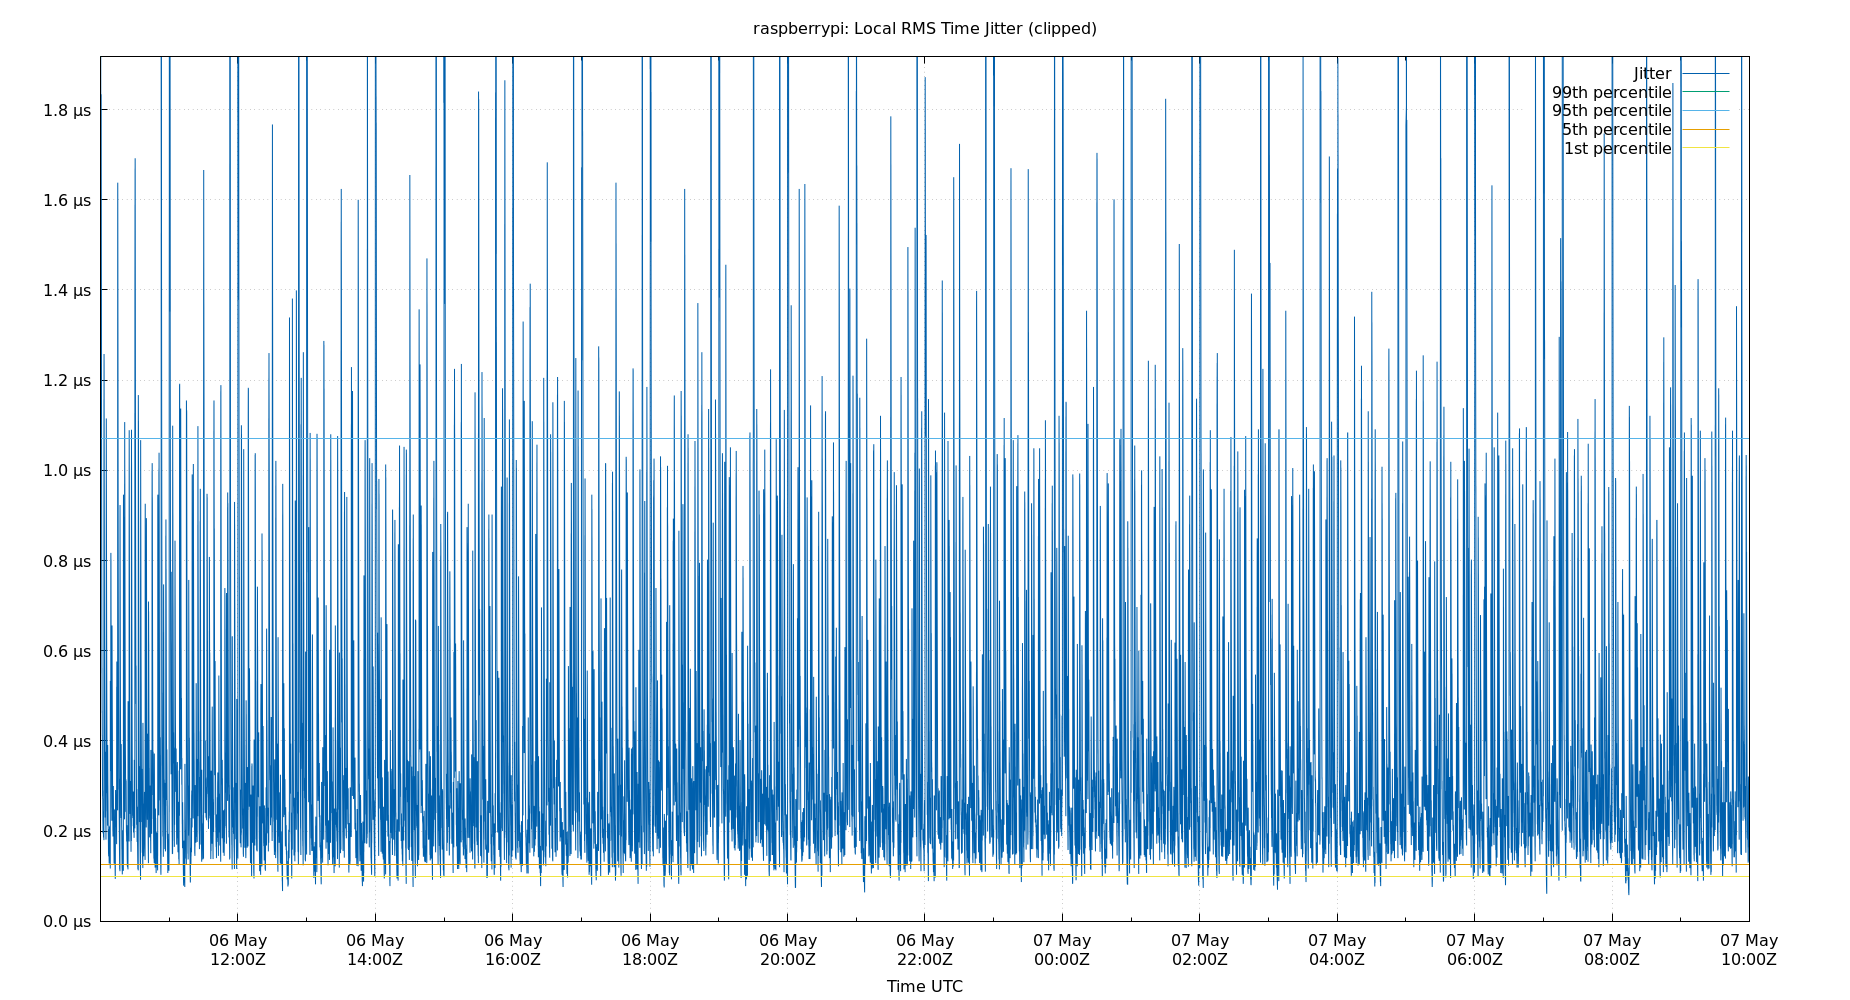 raspberrypi: Local RMS Time Jitter (clipped)
Jitter
99th percentile
95th percentile
5th percentile
1st percentile
1.8 µs
1.6 µs
1.4 µs
1.2 µs
1.0 µs
0.8 µs
0.6 µs
0.4 µs
0.2 µs
0.0 µs
06 May 06 May 06 May 06 May 06 May 06 May 07 May 07 May 07 May 07 May 07 May 07 May
12:00Z 14:00Z 16:00Z 18:00Z 20:00Z 22:00Z 00:00Z 02:00Z 04:00Z 06:00Z 08:00Z 10:00Z
Time UTC